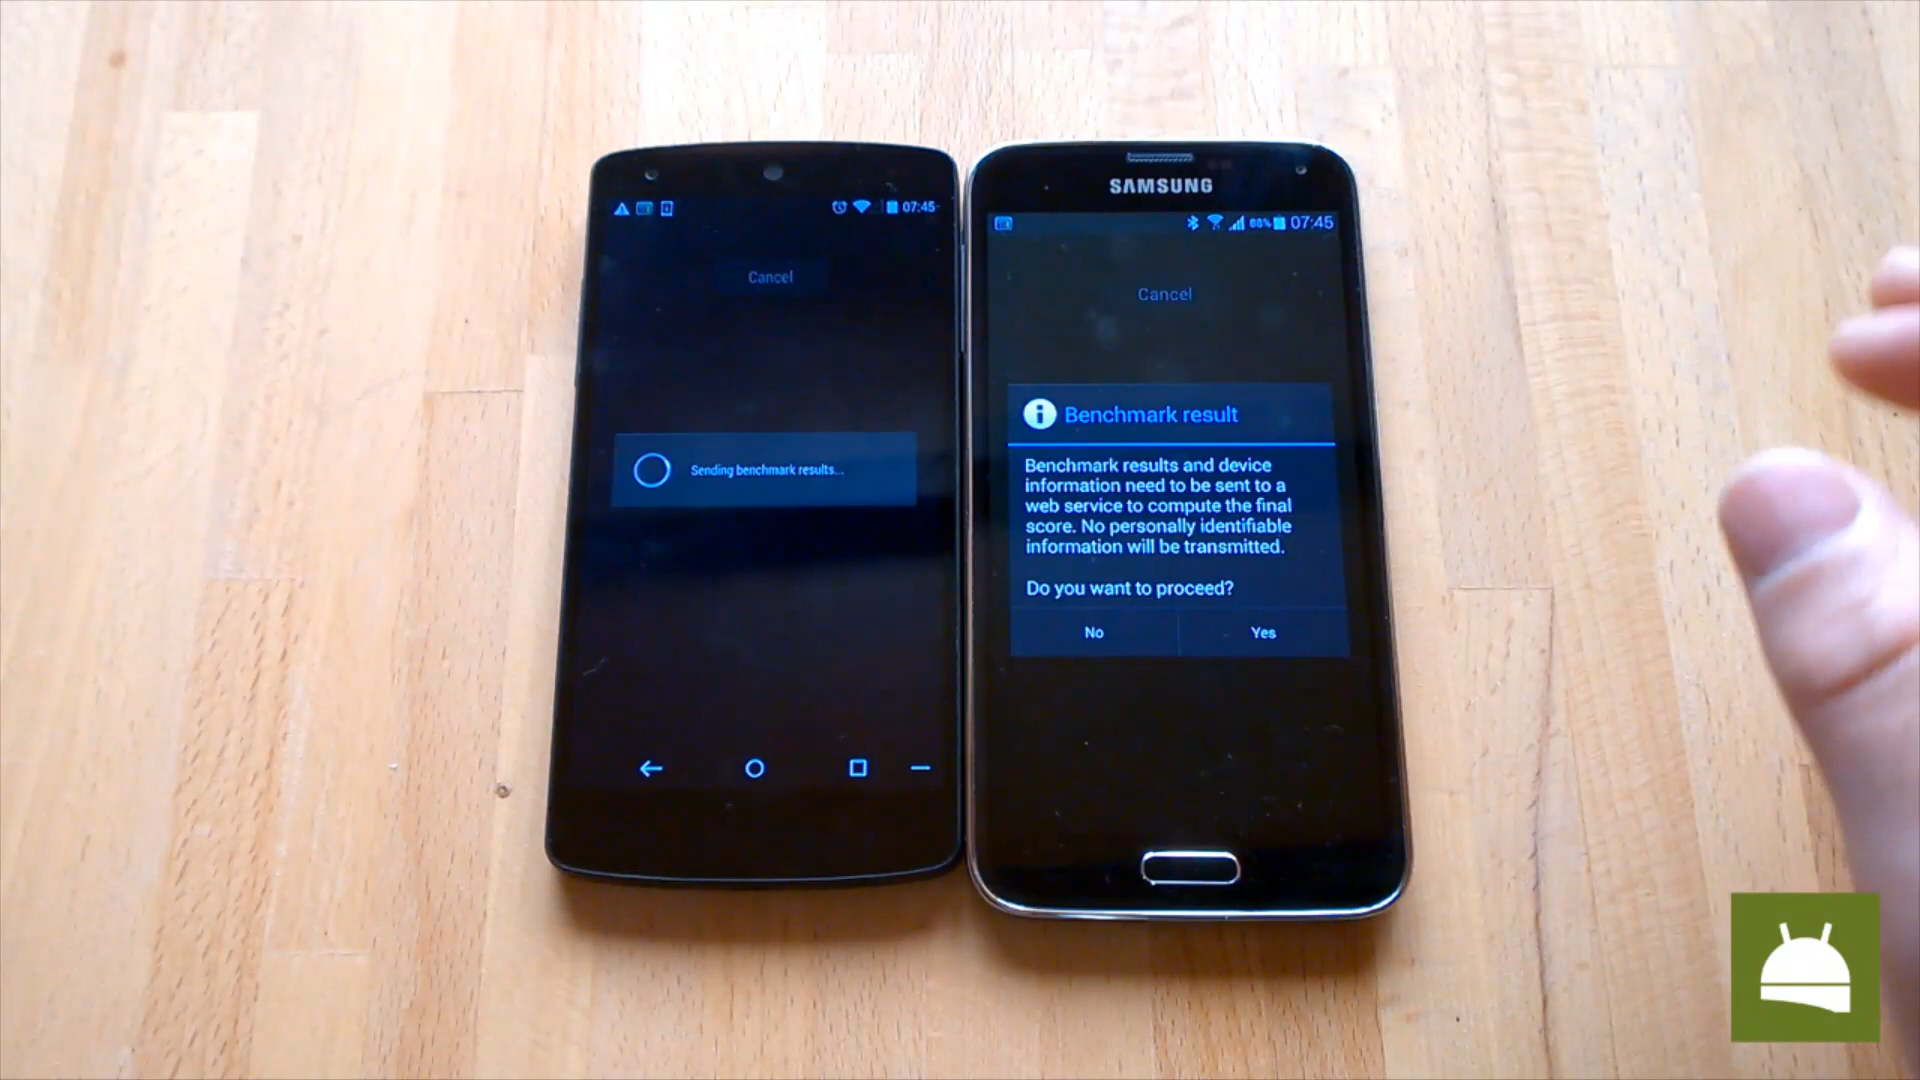 07:45
Cancel
Sending benchmark results...
SAMSUNG
88% 07:45
Cancel
Benchmark result
Benchmark results and device
information need to be sent to a
web service to compute the final
score. No personally identifiable
information will be transmitted.
Do you want to proceed?
No
Yes